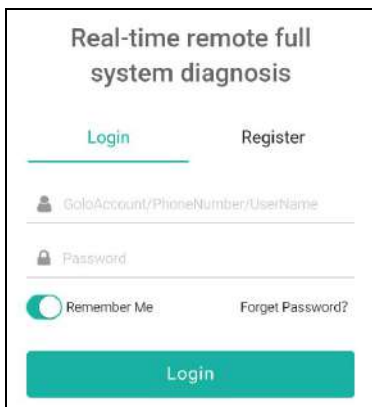 Real-time remote full
system diagnosis
Login Register
GoloAccount/PhoneNumber/UserName
Password
Remember Me Forget Password?
Login